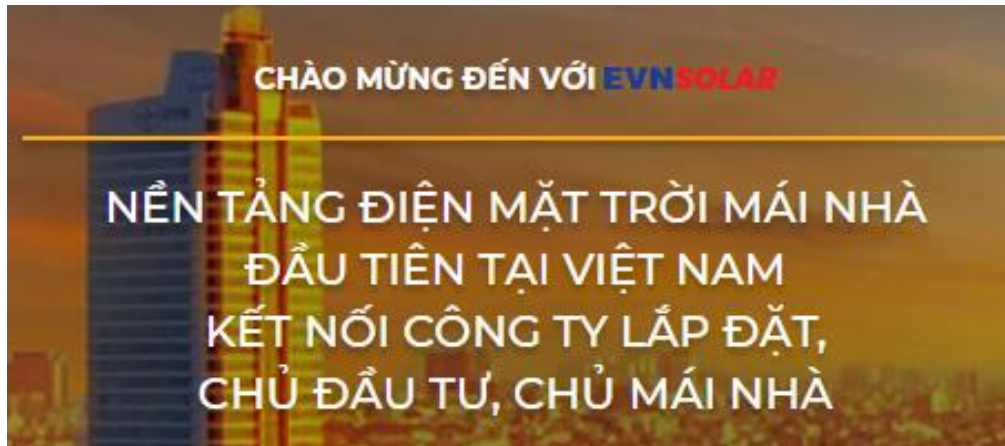 CHÀO MỪNG ĐẾN VỚI EVNSOLAR
NỀN TẢNG ĐIỆN MẶT TRỜI MÁI NHÀ
ĐẦU TIÊN TẠI VIỆT NAM
KẾT NỐI CÔNG TY LẮP ĐẶT,
CHỦ ĐẦU TƯ, CHỦ MÁI NHÀ